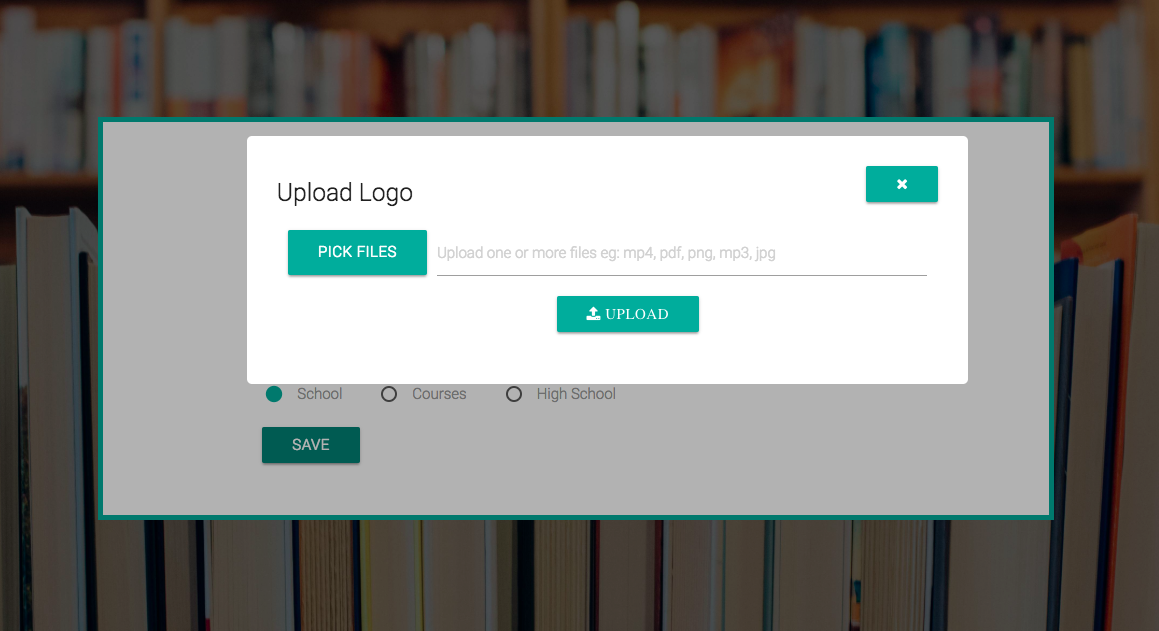 Upload Logo
PICK FILES
Upload one or more files eg: mp4, pdf, png, mp3, jpg
UPLOAD
School Courses High School
SAVE